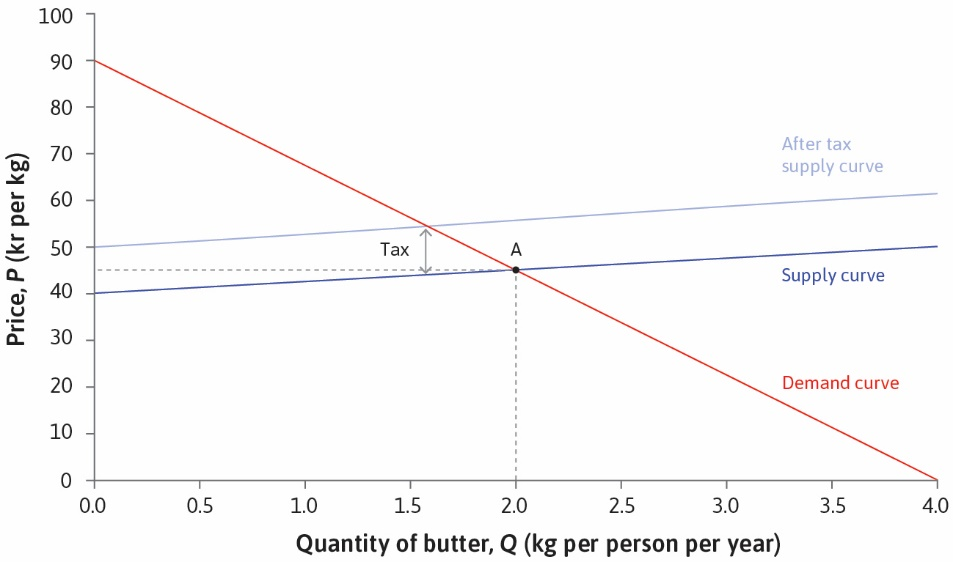 100
90
80
70
60
50
40
30
20
10
0
Price, P (kr per kg)
After tax
supply curve
Tax
A
Supply curve
Demand curve
0.0 0.5 1.0 1.5 2.0 2.5 3.0 3.5 4.0
Quantity of butter, Q (kg per person per year)